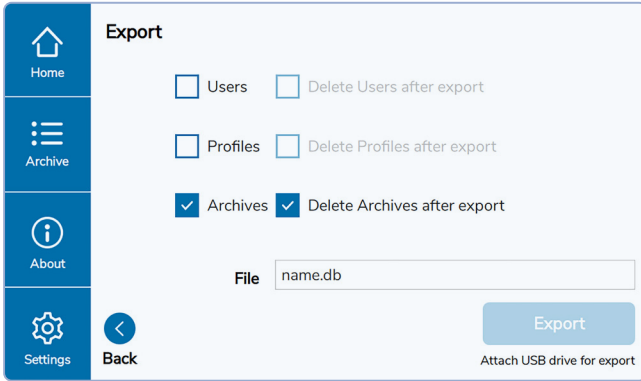 Export
Home
Users Delete Users after export
Profiles Delete Profiles after export
Archive
Archives Delete Archives after export
About
File name.db
Export
Settings
Back
Attach USB drive for export